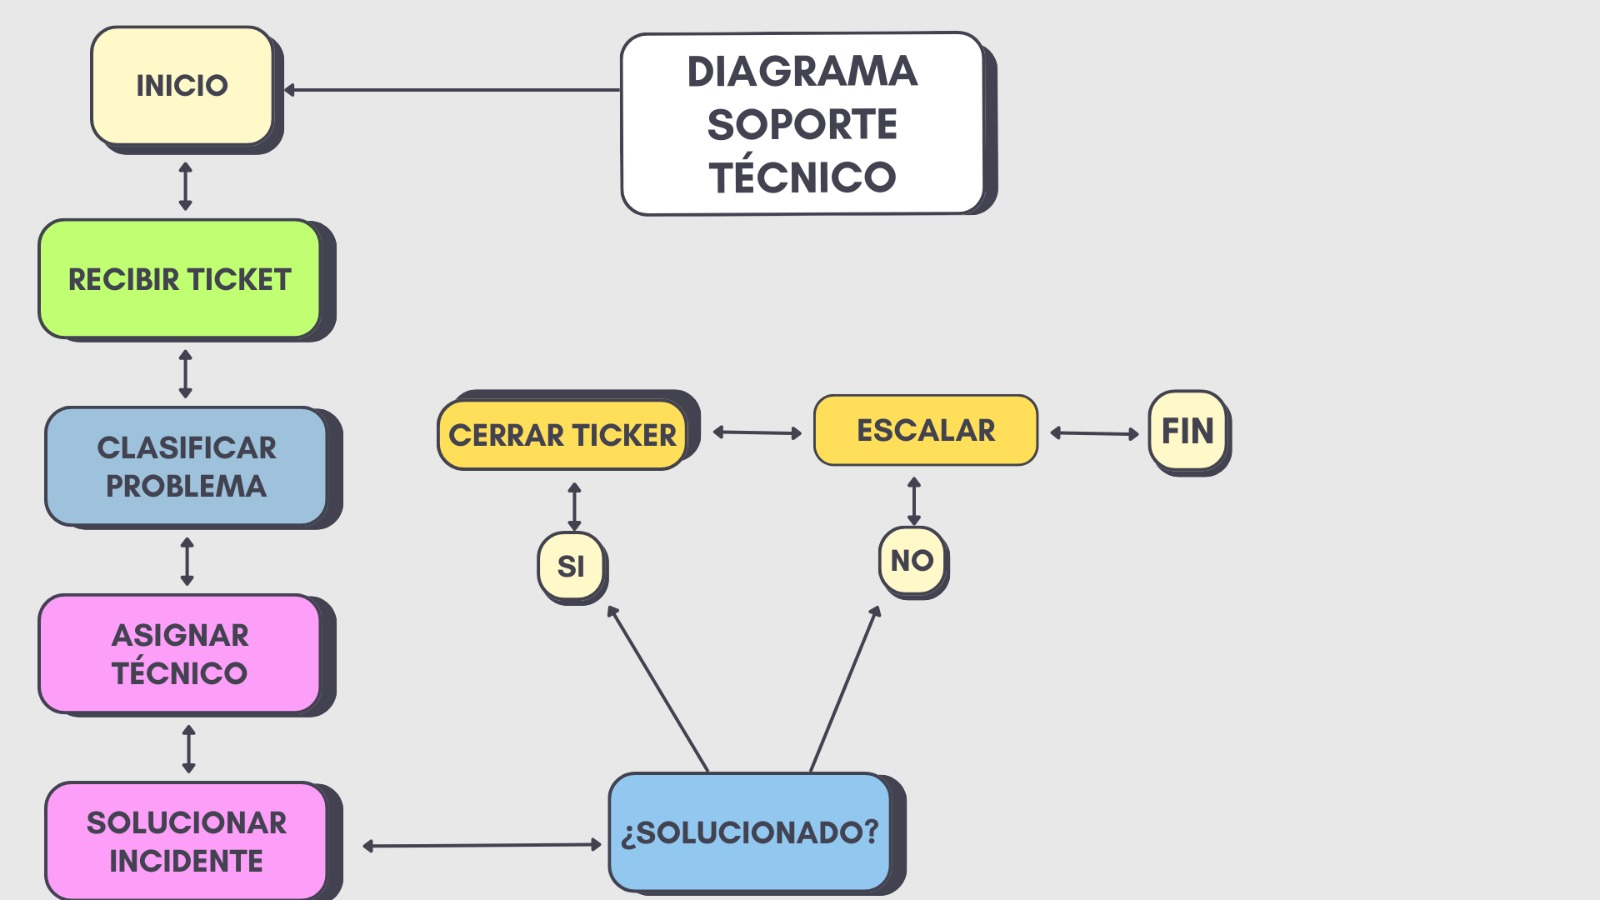 INICIO
DIAGRAMA
SOPORTE
TÉCNICO
RECIBIR TICKET
CLASIFICAR
PROBLEMA
CERRAR TICKER
ESCALAR
FIN
SI
NO
ASIGNAR
TÉCNICO
SOLUCIONAR
INCIDENTE
¿SOLUCIONADO?